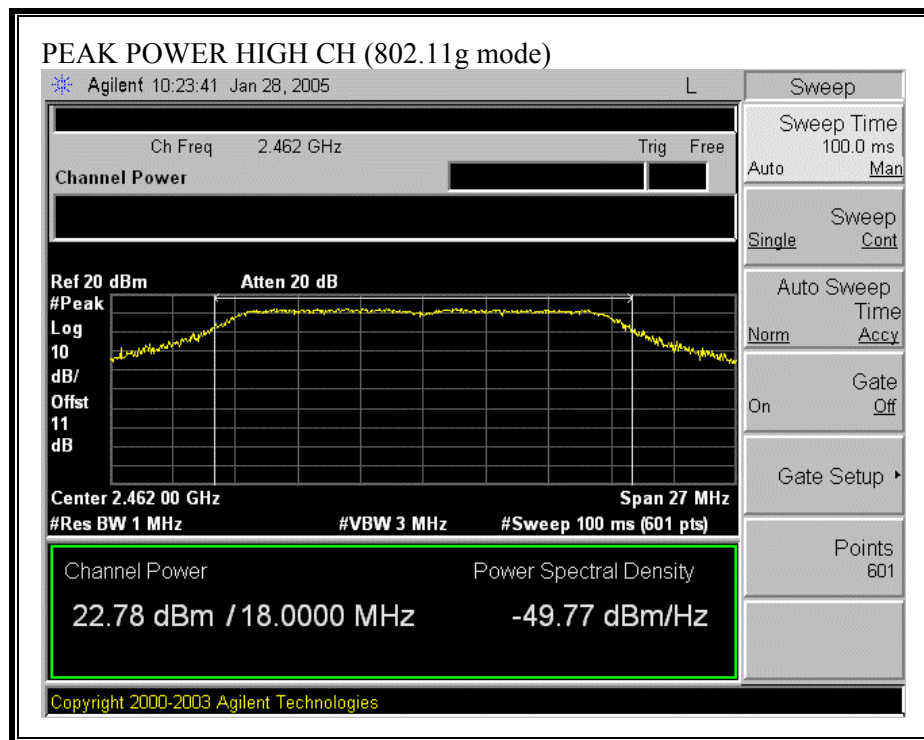 PEAK POWER HIGH CH (802.11g mode)
Agilent 10:23:41 Jan 28, 2005 L
Sweep
Ch Freq 2.462 GHz Trig Free
Channel Power
Sweep Time
100.0 ms
Auto Man
Sweep
Single Cont
Auto Sweep
Time
Norm Accy
Gate
On Off
Gate Setup
Points
601
Ref 20 dBm Atten 20 dB
#Peak
Log
10
dB/
Offst
11
dB
Center 2.462 00 GHz Span 27 MHz
#Res BW 1 MHz #VBW 3 MHz #Sweep 100 ms (601 pts)
Channel Power Power Spectral Density
22.78 dBm / 18.0000 MHz -49.77 dBm/Hz
Copyright 2000-2003 Agilent Technologies